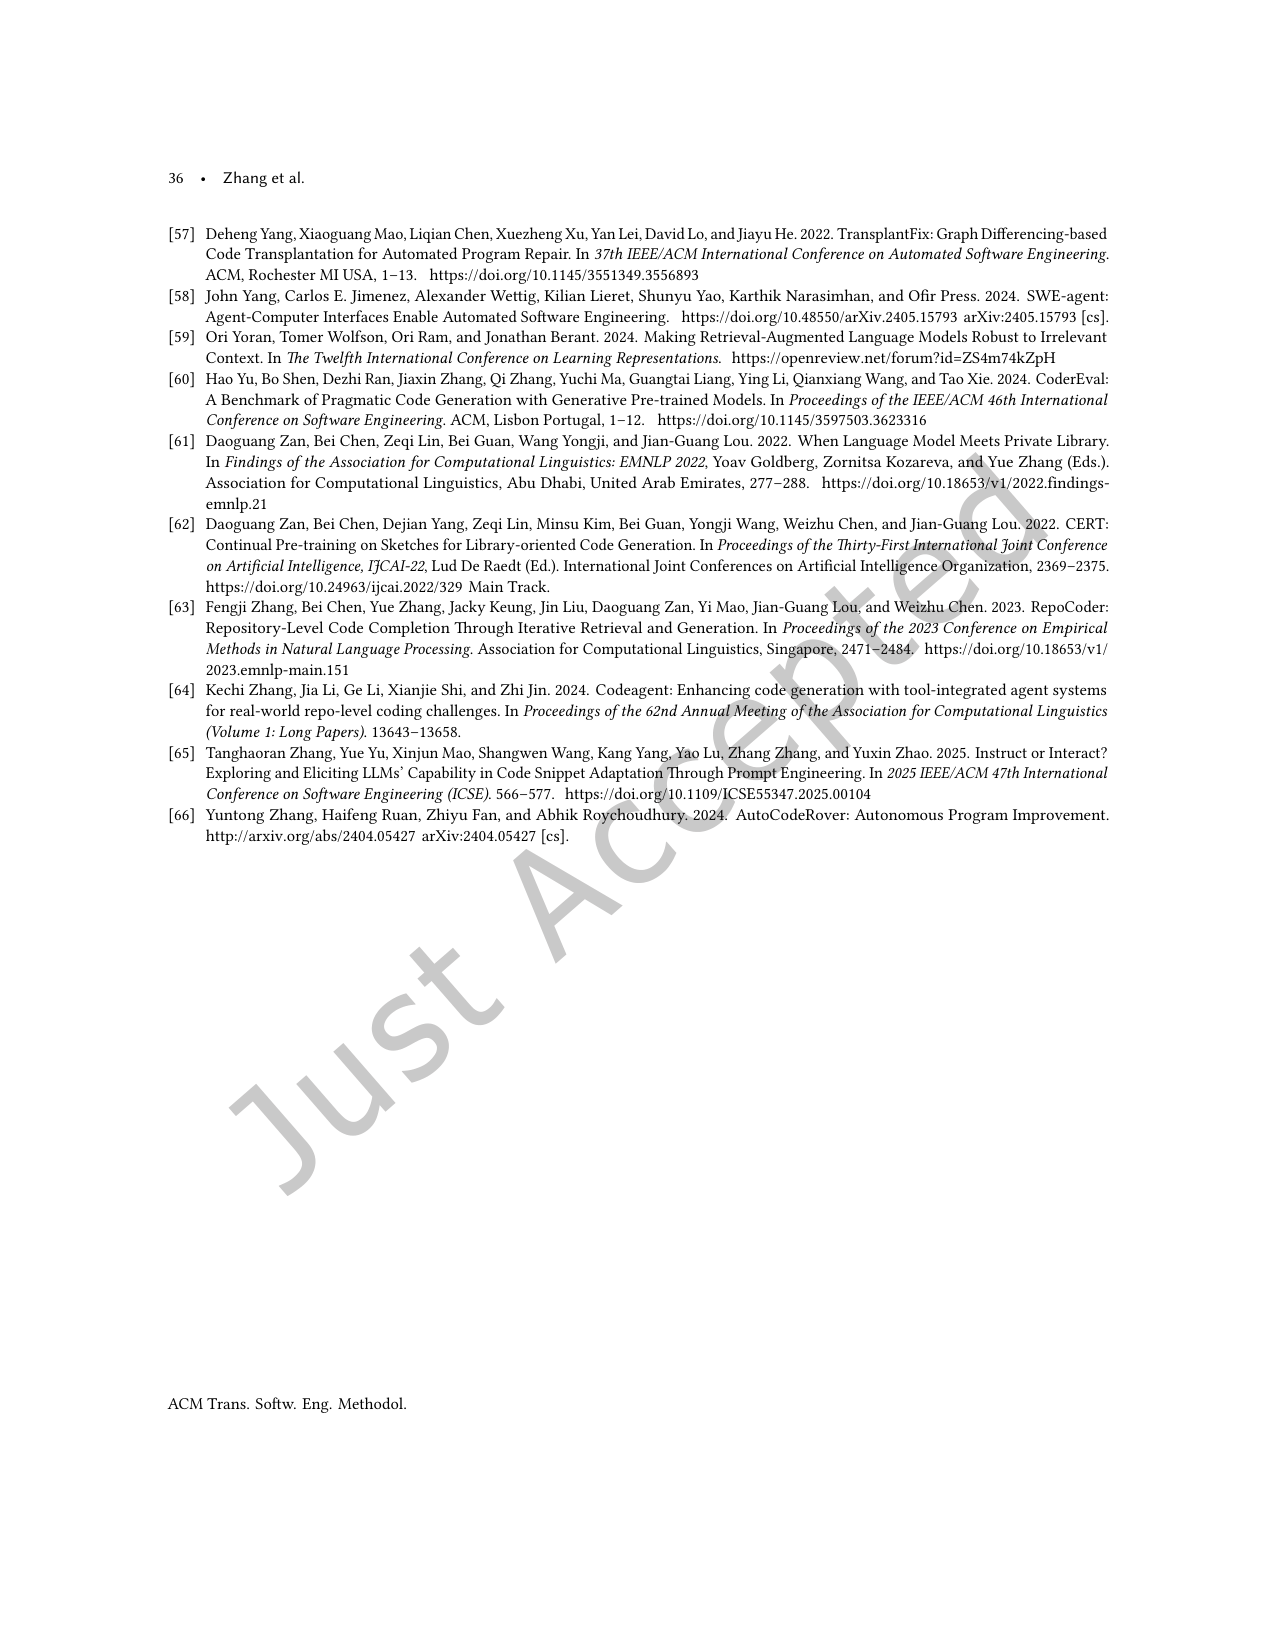 36 • Zhang et al.
[57] Deheng Yang, Xiaoguang Mao, Liqian Chen, Xuezheng Xu, Yan Lei, David Lo, and Jiayu He. 2022. TransplantFix: Graph Differencing-based
Code Transplantation for Automated Program Repair. In 37th IEEE/ACM International Conference on Automated Software Engineering.
ACM, Rochester MI USA, 1–13. https://doi.org/10.1145/3551349.3556893
[58] John Yang, Carlos E. Jimenez, Alexander Wettig, Kilian Lieret, Shunyu Yao, Karthik Narasimhan, and Ofir Press. 2024. SWE-agent:
Agent-Computer Interfaces Enable Automated Software Engineering. https://doi.org/10.48550/arXiv.2405.15793 arXiv:2405.15793 [cs].
[59] Ori Yoran, Tomer Wolfson, Ori Ram, and Jonathan Berant. 2024. Making Retrieval-Augmented Language Models Robust to Irrelevant
Context. In The Twelfth International Conference on Learning Representations. https://openreview.net/forum?id=ZS4m74kZpH
[60] Hao Yu, Bo Shen, Dezhi Ran, Jiaxin Zhang, Qi Zhang, Yuchi Ma, Guangtai Liang, Ying Li, Qianxiang Wang, and Tao Xie. 2024. CoderEval:
A Benchmark of Pragmatic Code Generation with Generative Pre-trained Models. In Proceedings of the IEEE/ACM 46th International
Conference on Software Engineering. ACM, Lisbon Portugal, 1–12. https://doi.org/10.1145/3597503.3623316
[61] Daoguang Zan, Bei Chen, Zeqi Lin, Bei Guan, Wang Yongji, and Jian-Guang Lou. 2022. When Language Model Meets Private Library.
In Findings of the Association for Computational Linguistics: EMNLP 2022, Yoav Goldberg, Zornitsa Kozareva, and Yue Zhang (Eds.).
Association for Computational Linguistics, Abu Dhabi, United Arab Emirates, 277–288. https://doi.org/10.18653/v1/2022.findings-
emnlp.21
[62] Daoguang Zan, Bei Chen, Dejian Yang, Zeqi Lin, Minsu Kim, Bei Guan, Yongji Wang, Weizhu Chen, and Jian-Guang Lou. 2022. CERT:
Continual Pre-training on Sketches for Library-oriented Code Generation. In Proceedings of the Thirty-First International Joint Conference
on Artificial Intelligence, IJCAI-22, Lud De Raedt (Ed.). International Joint Conferences on Artificial Intelligence Organization, 2369–2375.
https://doi.org/10.24963/ijcai.2022/329 Main Track.
[63] Fengji Zhang, Bei Chen, Yue Zhang, Jacky Keung, Jin Liu, Daoguang Zan, Yi Mao, Jian-Guang Lou, and Weizhu Chen. 2023. RepoCoder:
Repository-Level Code Completion Through Iterative Retrieval and Generation. In Proceedings of the 2023 Conference on Empirical
Methods in Natural Language Processing. Association for Computational Linguistics, Singapore, 2471–2484. https://doi.org/10.18653/v1/
2023.emnlp-main.151
[64] Kechi Zhang, Jia Li, Ge Li, Xianjie Shi, and Zhi Jin. 2024. Codeagent: Enhancing code generation with tool-integrated agent systems
for real-world repo-level coding challenges. In Proceedings of the 62nd Annual Meeting of the Association for Computational Linguistics
(Volume 1: Long Papers). 13643–13658.
[65] Tanghaoran Zhang, Yue Yu, Xinjun Mao, Shangwen Wang, Kang Yang, Yao Lu, Zhang Zhang, and Yuxin Zhao. 2025. Instruct or Interact?
Exploring and Eliciting LLMs’ Capability in Code Snippet Adaptation Through Prompt Engineering. In 2025 IEEE/ACM 47th International
Conference on Software Engineering (ICSE). 566–577. https://doi.org/10.1109/ICSE55347.2025.00104
[66] Yuntong Zhang, Haifeng Ruan, Zhiyu Fan, and Abhik Roychoudhury. 2024. AutoCodeRover: Autonomous Program Improvement.
http://arxiv.org/abs/2404.05427 arXiv:2404.05427 [cs].
Just Accepted
ACM Trans. Softw. Eng. Methodol.